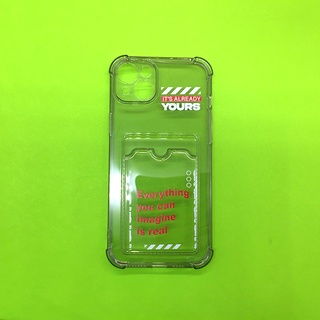 IT'S ALREADY
YOURS
Everything
you can
imagine
is real